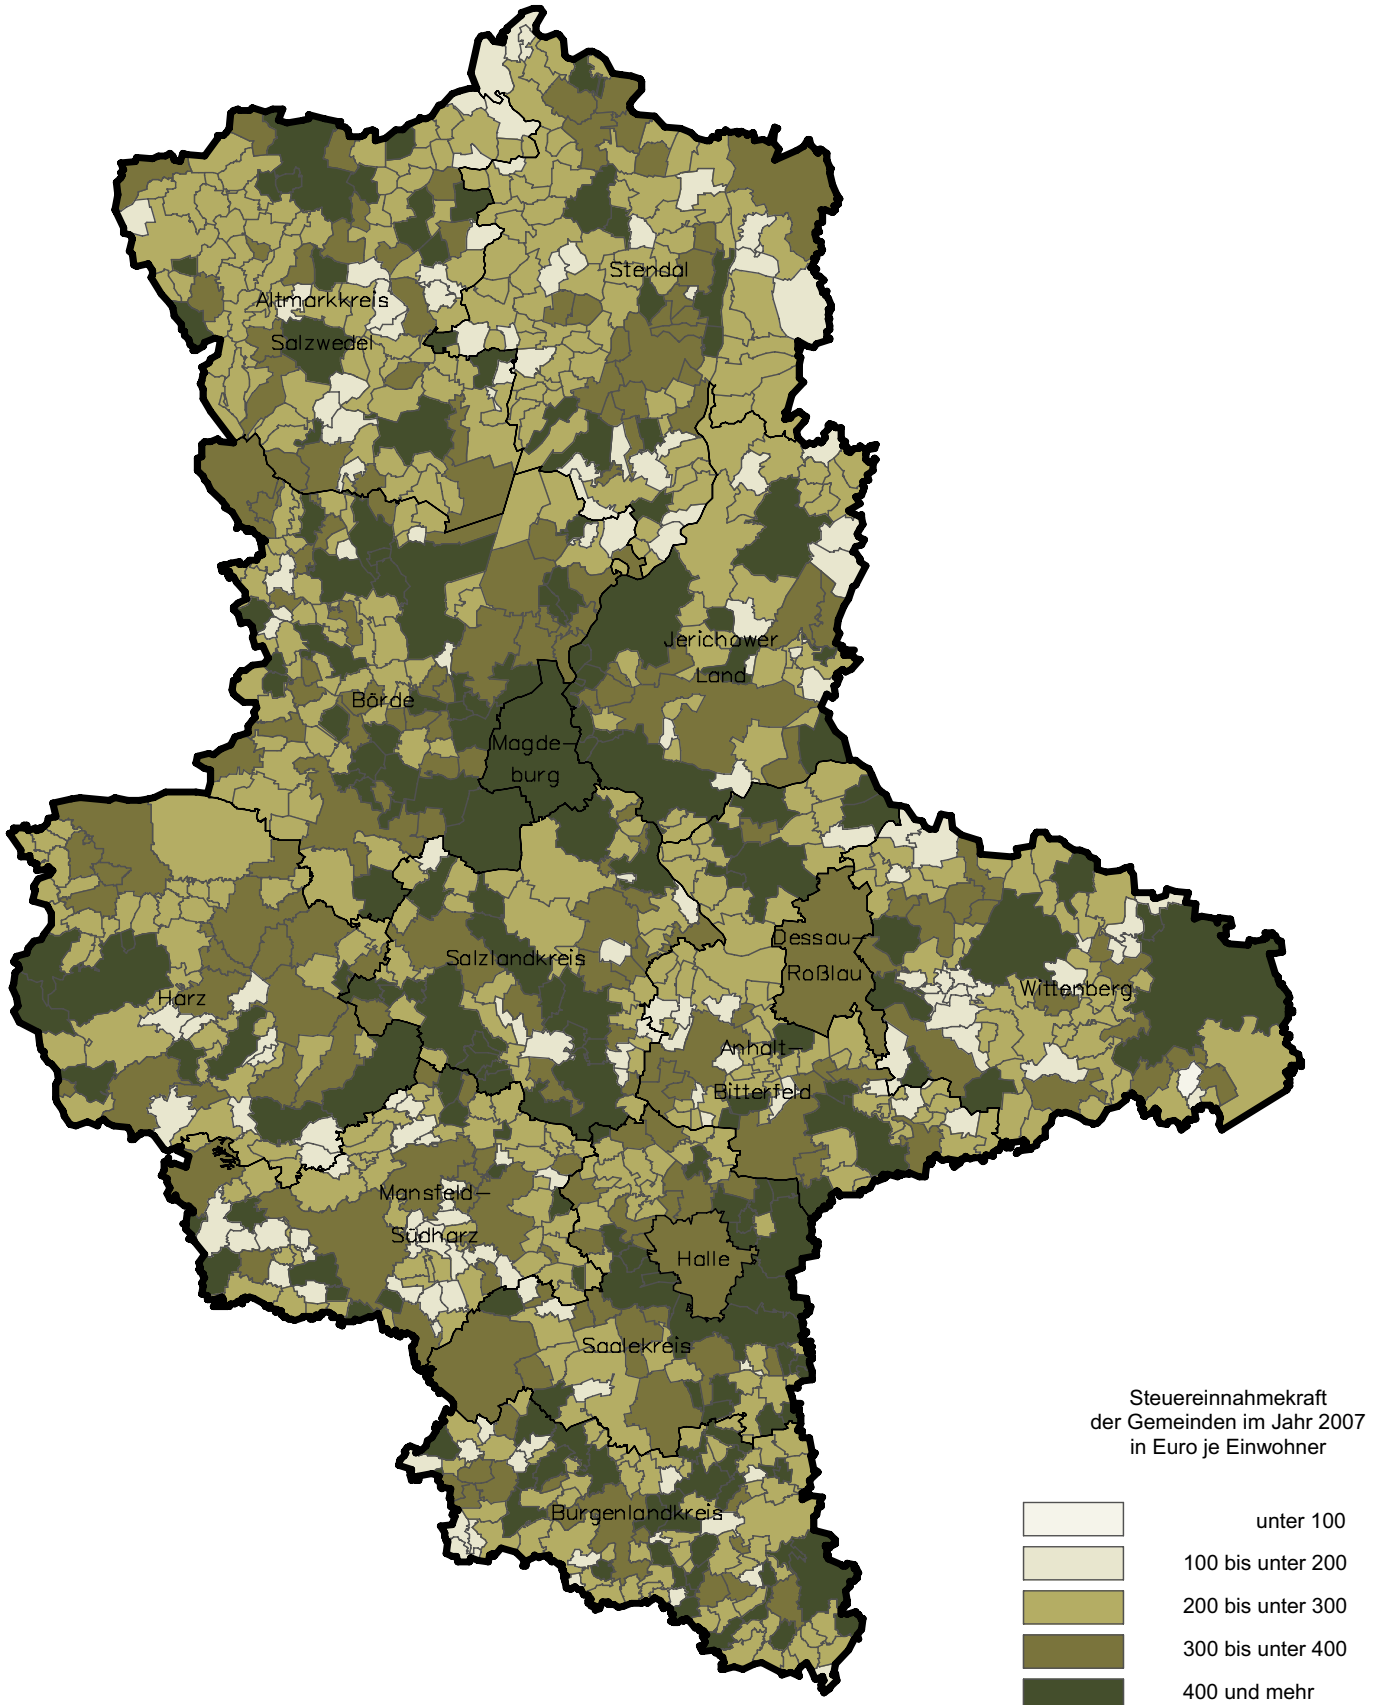 Stendal
Altmarkkreis
Salzwedel
Jerichower
Land
Börde
Magde-
burg
Dessau-
Roßlau
Salzlandkreis
Wittenberg
Harz
Anhalt-
Bitterfeld
Mansfeld-
Südharz
Halle
Saalekreis
Burgenlandkreis
Steuereinnahmekraft
der Gemeinden im Jahr 2007
in Euro je Einwohner
unter 100
100 bis unter 200
200 bis unter 300
300 bis unter 400
400 und mehr